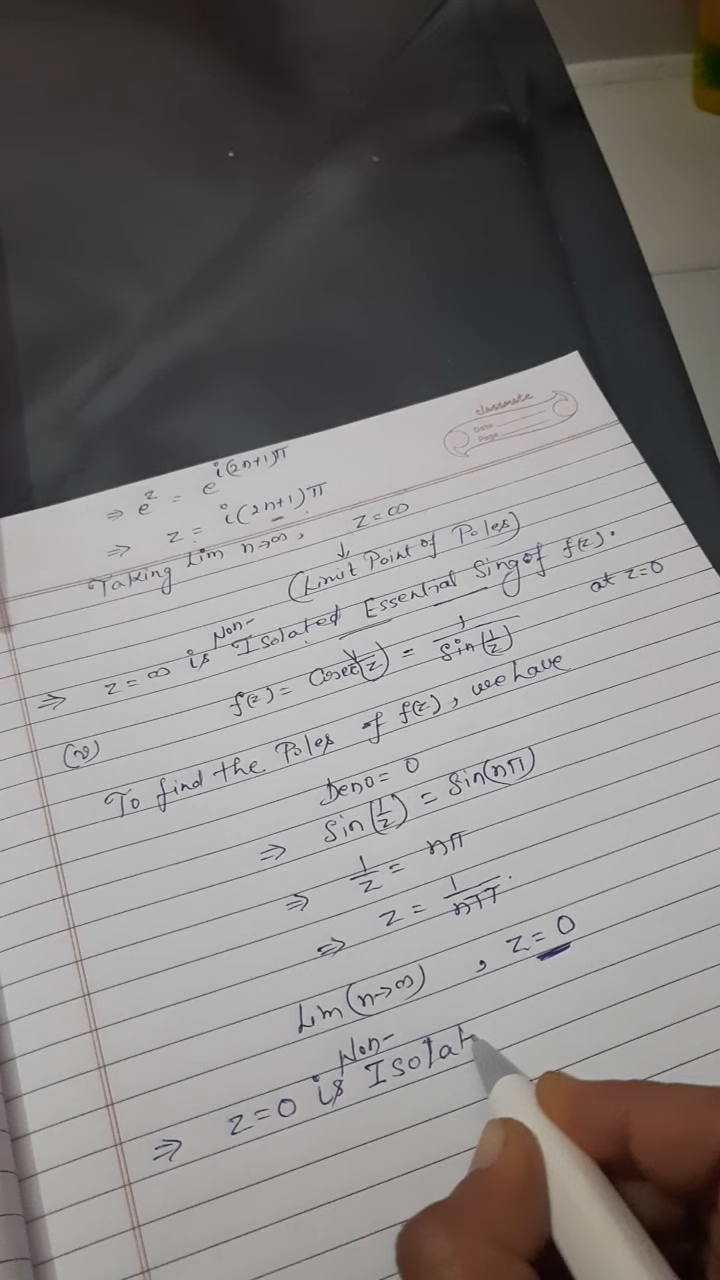 classmate
Date
Page
⇒ e^z = e^{i(2n+1)π}
⇒ z = i(2n+1)π
Taking Lim n→∞, z=∞
↓
(Limit Point of Poles)
⇒ z=∞ is Non-Isolated Essential Sing of f(z).
(v) f(z) = Cosec(1/z) = 1/Sin(1/z) at z=0
To find the Poles of f(z), we have
Deno = 0
⇒ Sin(1/z) = Sin(nπ)
⇒ 1/z = nπ
⇒ z = 1/nπ.
Lim(n→∞), z=0
⇒ z=0 is Non-Isolat